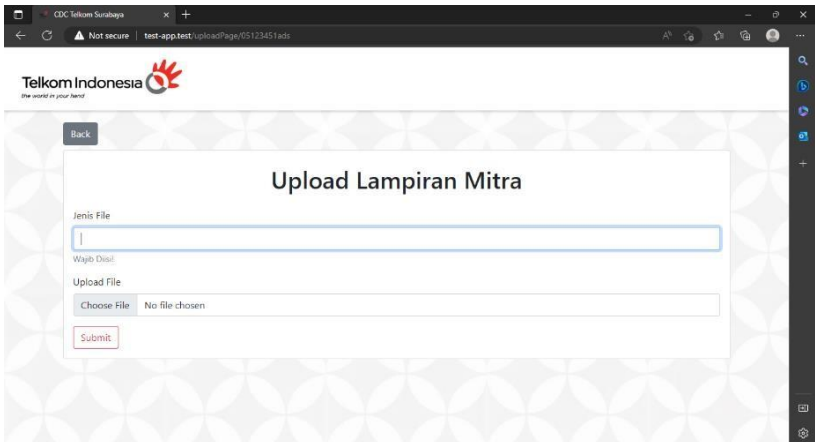 CDC Telkom Surabaya
Not secure | test-app.test/uploadPage/05123451ads
Telkom Indonesia
the world in your hand
Back
Upload Lampiran Mitra
Jenis File
Wajib Diisi!
Upload File
Choose File No file chosen
Submit